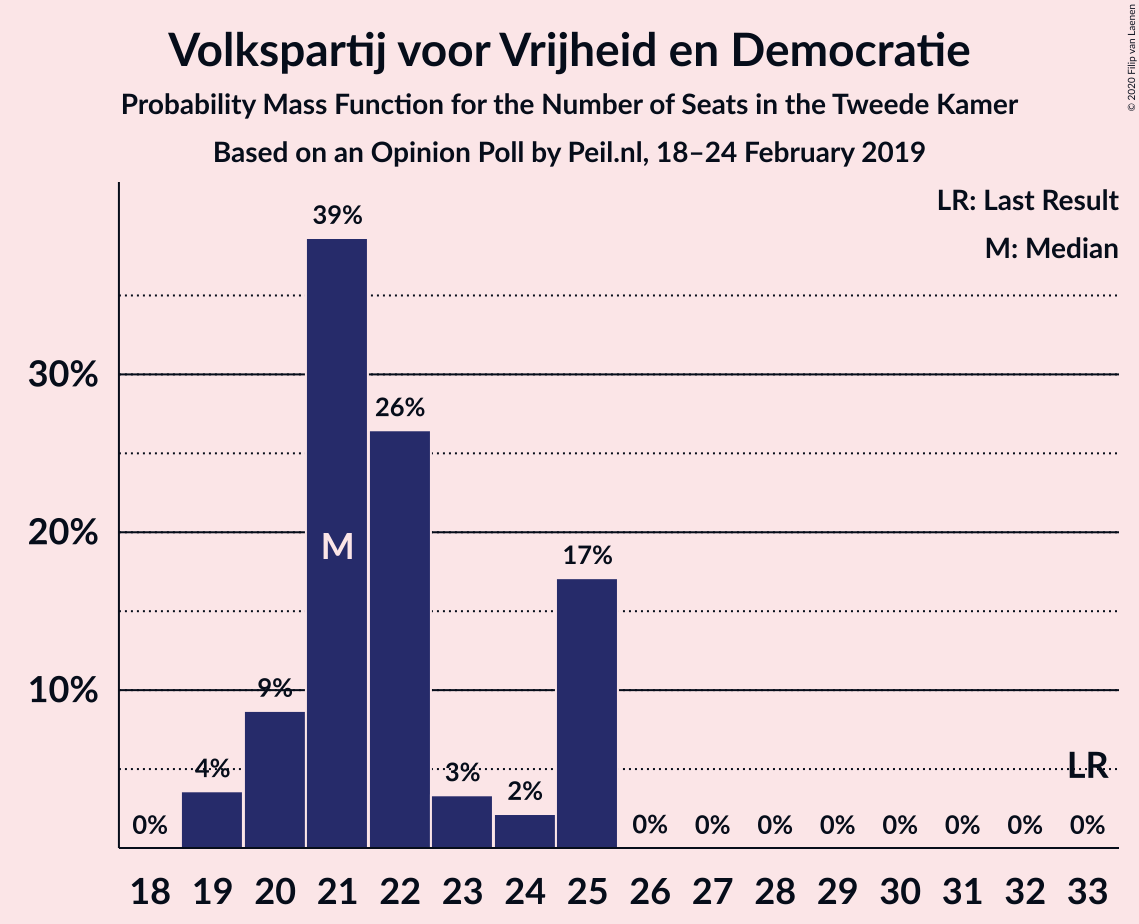 Volkspartij voor Vrijheid en Democratie
Probability Mass Function for the Number of Seats in the Tweede Kamer
Based on an Opinion Poll by Peil.nl, 18–24 February 2019
© 2020 Filip van Laenen
LR: Last Result
M: Median
39%
30%
26%
20%
M
17%
10%
9%
4%
3%
2%
LR
0%
0%
0%
0%
0%
0%
0%
0%
0%
18 19 20 21 22 23 24 25 26 27 28 29 30 31 32 33